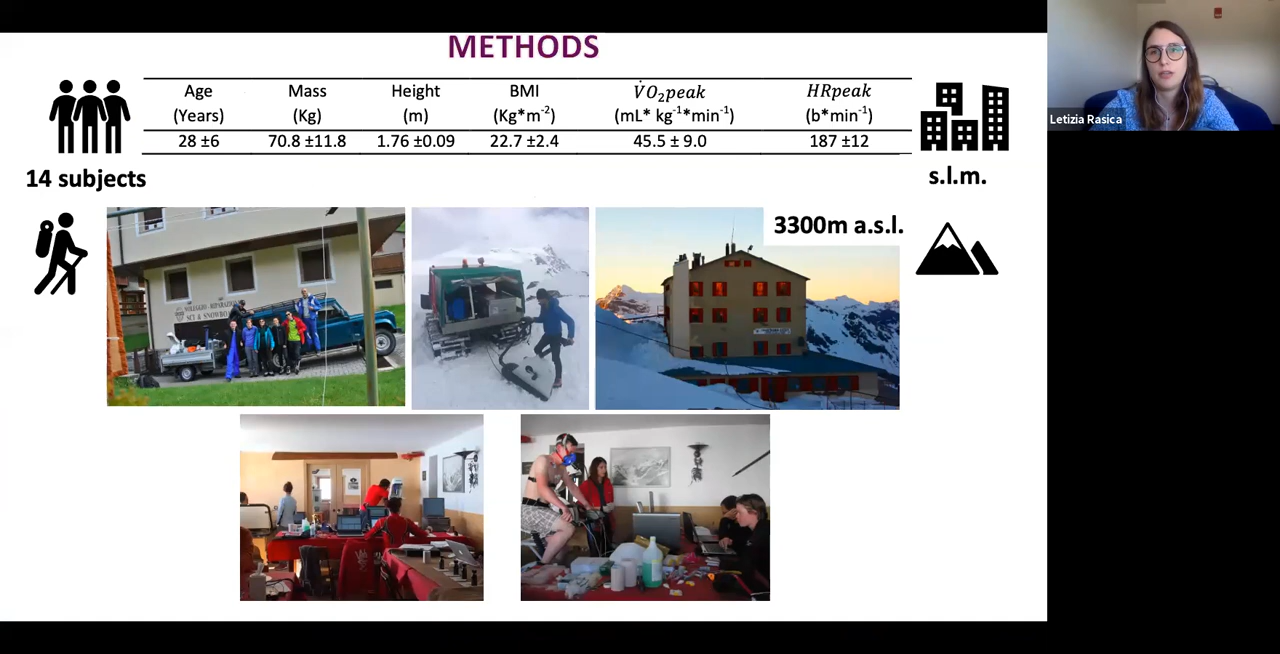 METHODS
Age Mass Height BMI V̇O₂peak HRpeak
(Years) (Kg) (m) (Kg*m⁻²) (mL* kg⁻¹*min⁻¹) (b*min⁻¹)
28 ±6 70.8 ±11.8 1.76 ±0.09 22.7 ±2.4 45.5 ± 9.0 187 ±12
14 subjects
s.l.m.
3300m a.s.l.
SCI & SNOWBO
Letizia Rasica